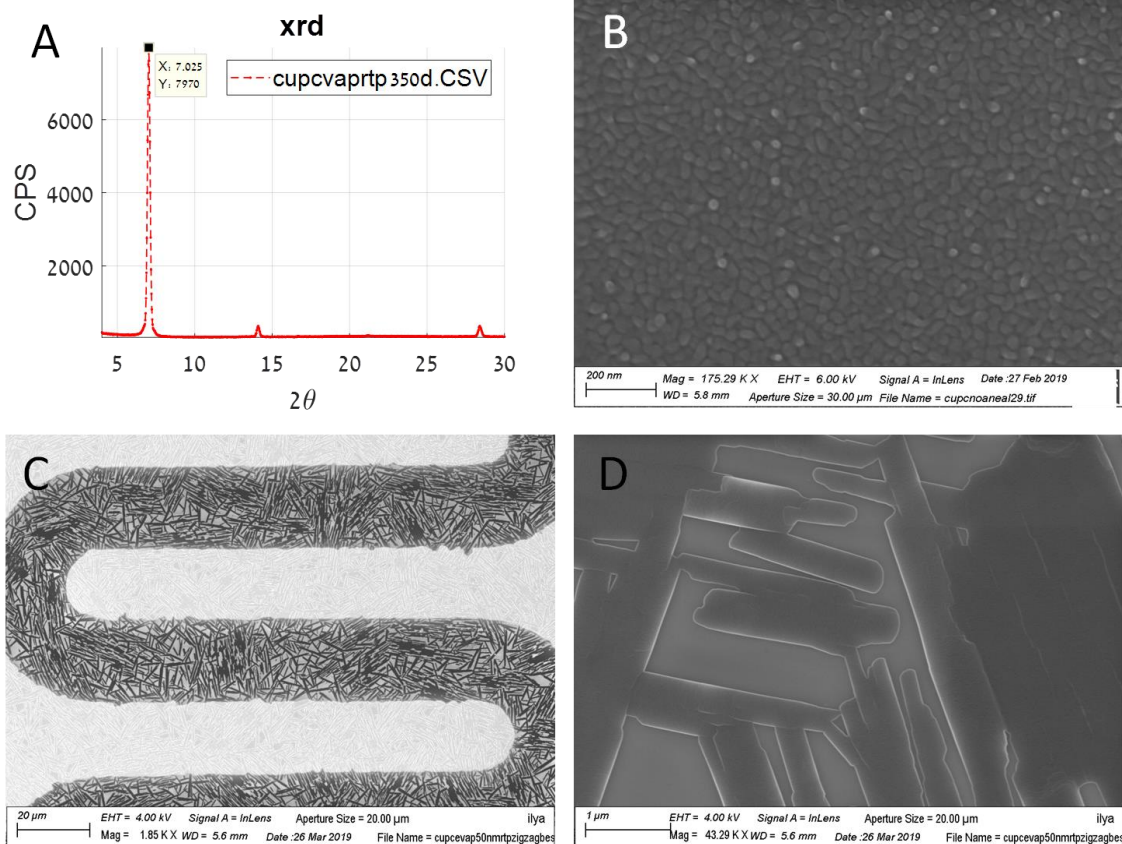 A
xrd
X: 7.025
Y: 7970
cupcvaprtp350d.CSV
6000
4000
2000
CPS
5 10 15 20 25 30
2θ
B
200 nm
Mag = 175.29 K X EHT = 6.00 kV Signal A = InLens Date :27 Feb 2019
WD = 5.8 mm Aperture Size = 30.00 µm File Name = cupcnoaneal29.tif
C
20 µm
EHT = 4.00 kV Signal A = InLens Aperture Size = 20.00 µm ilya
Mag = 1.85 K X WD = 5.6 mm Date :26 Mar 2019 File Name = cupcevap50nmrtpzigzagbes
D
1 µm
EHT = 4.00 kV Signal A = InLens Aperture Size = 20.00 µm ilya
Mag = 43.29 K X WD = 5.6 mm Date :26 Mar 2019 File Name = cupcevap50nmrtpzigzagbes